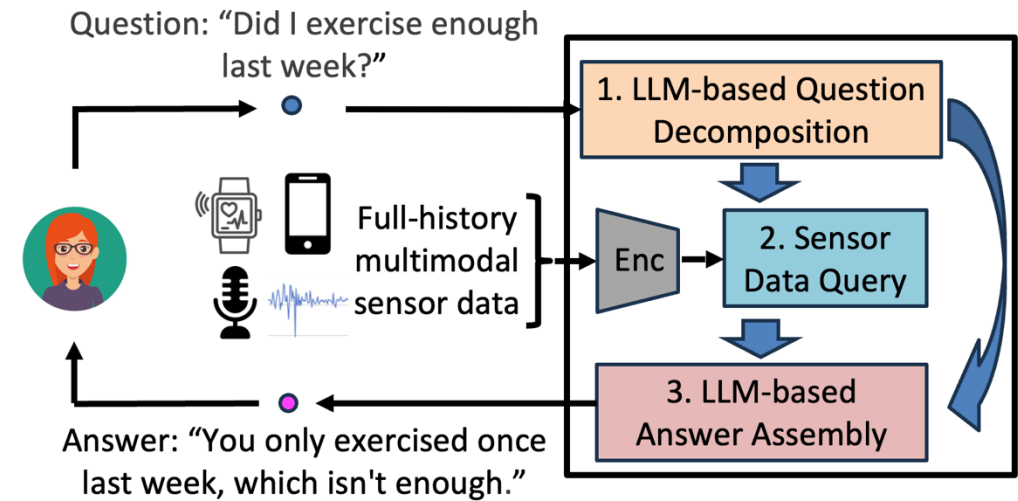 Question: “Did I exercise enough
last week?”
1. LLM-based Question
Decomposition
Full-history
multimodal
sensor data
Enc
2. Sensor
Data Query
3. LLM-based
Answer Assembly
Answer: “You only exercised once
last week, which isn't enough.”